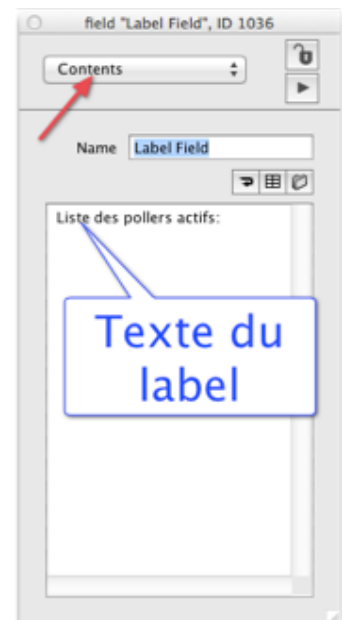 field "Label Field", ID 1036
Contents
Name Label Field
Liste des pollers actifs:
Texte du
label